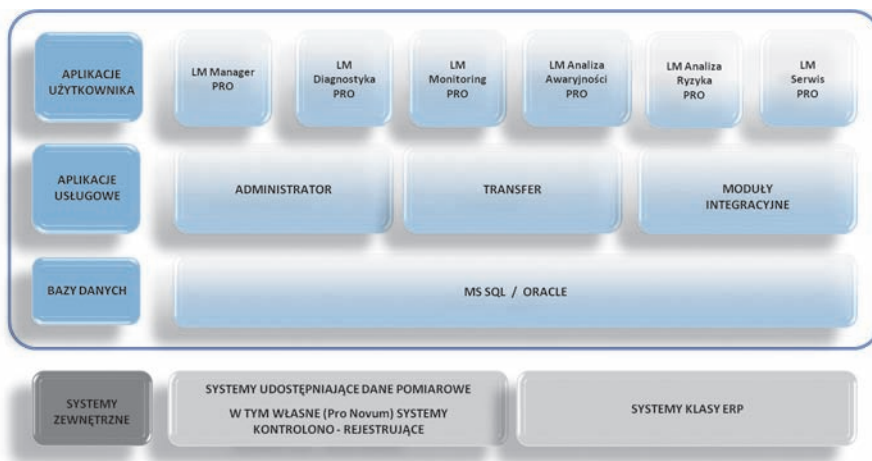 APLIKACJE
UŻYTKOWNIKA
LM Manager
PRO
LM
Diagnostyka
PRO
LM
Monitoring
PRO
LM Analiza
Awaryjności
PRO
LM Analiza
Ryzyka
PRO
LM
Serwis
PRO
APLIKACJE
USŁUGOWE
ADMINISTRATOR
TRANSFER
MODUŁY
INTEGRACYJNE
BAZY DANYCH
MS SQL / ORACLE
SYSTEMY
ZEWNĘTRZNE
SYSTEMY UDOSTĘPNIAJĄCE DANE POMIAROWE
W TYM WŁASNE (Pro Novum) SYSTEMY
KONTROLONO - REJESTRUJĄCE
SYSTEMY KLASY ERP